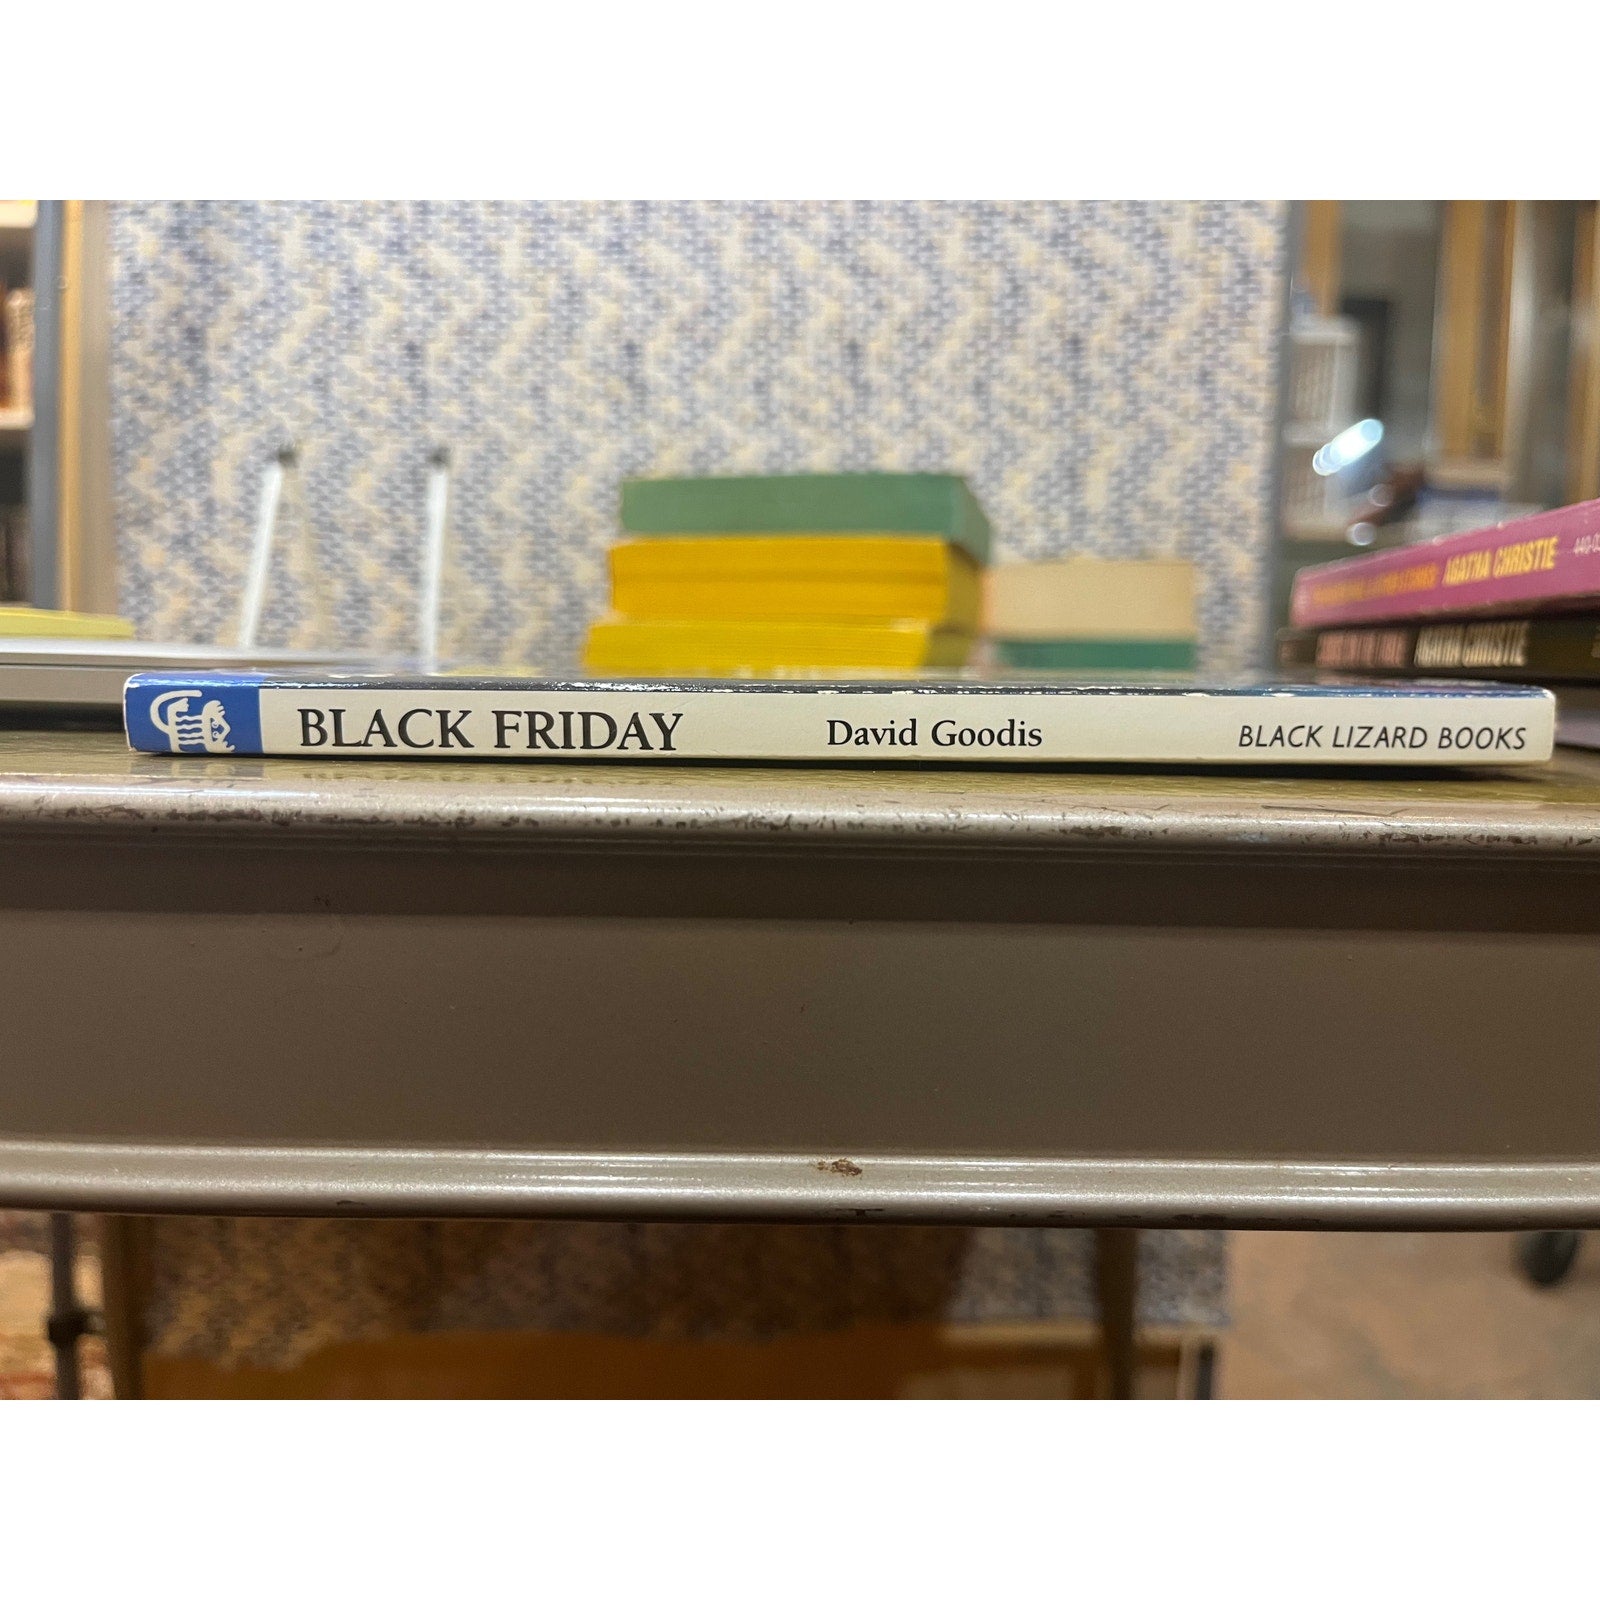 BLACK FRIDAY David Goodis BLACK LIZARD BOOKS
AGATHA CHRISTIE
AGATHA CHRISTIE